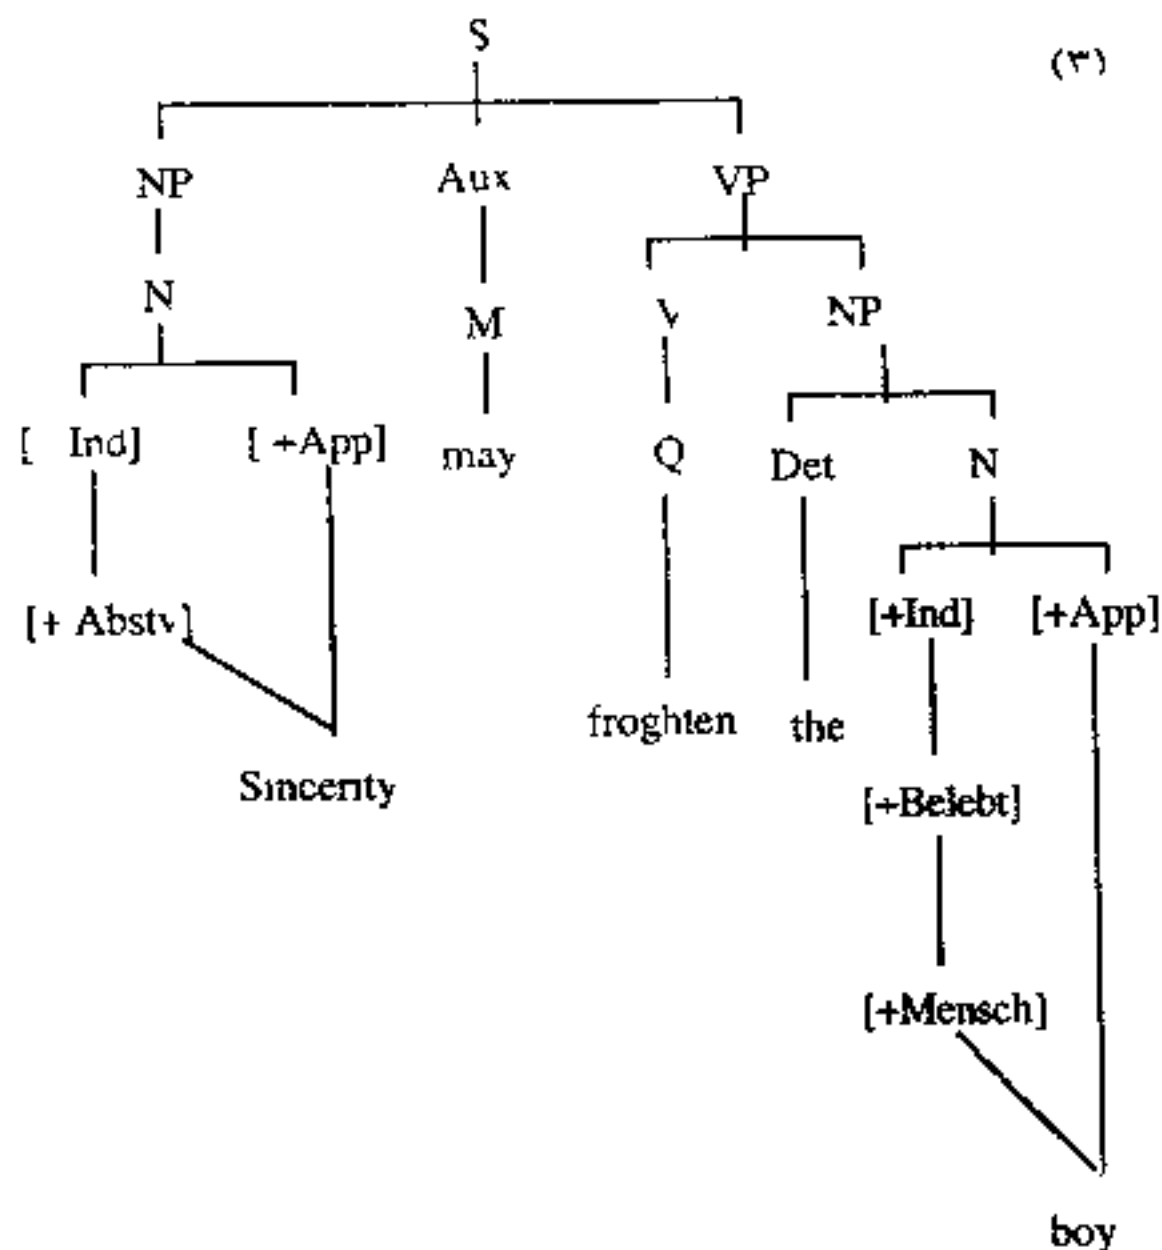 S
(٣)
NP Aux VP
N M V NP
[ Ind] [ +App] may Q Det N
[+ Abstv] [+Ind] [+App]
froghten the
Sincerity
[+Belebt]
[+Mensch]
boy